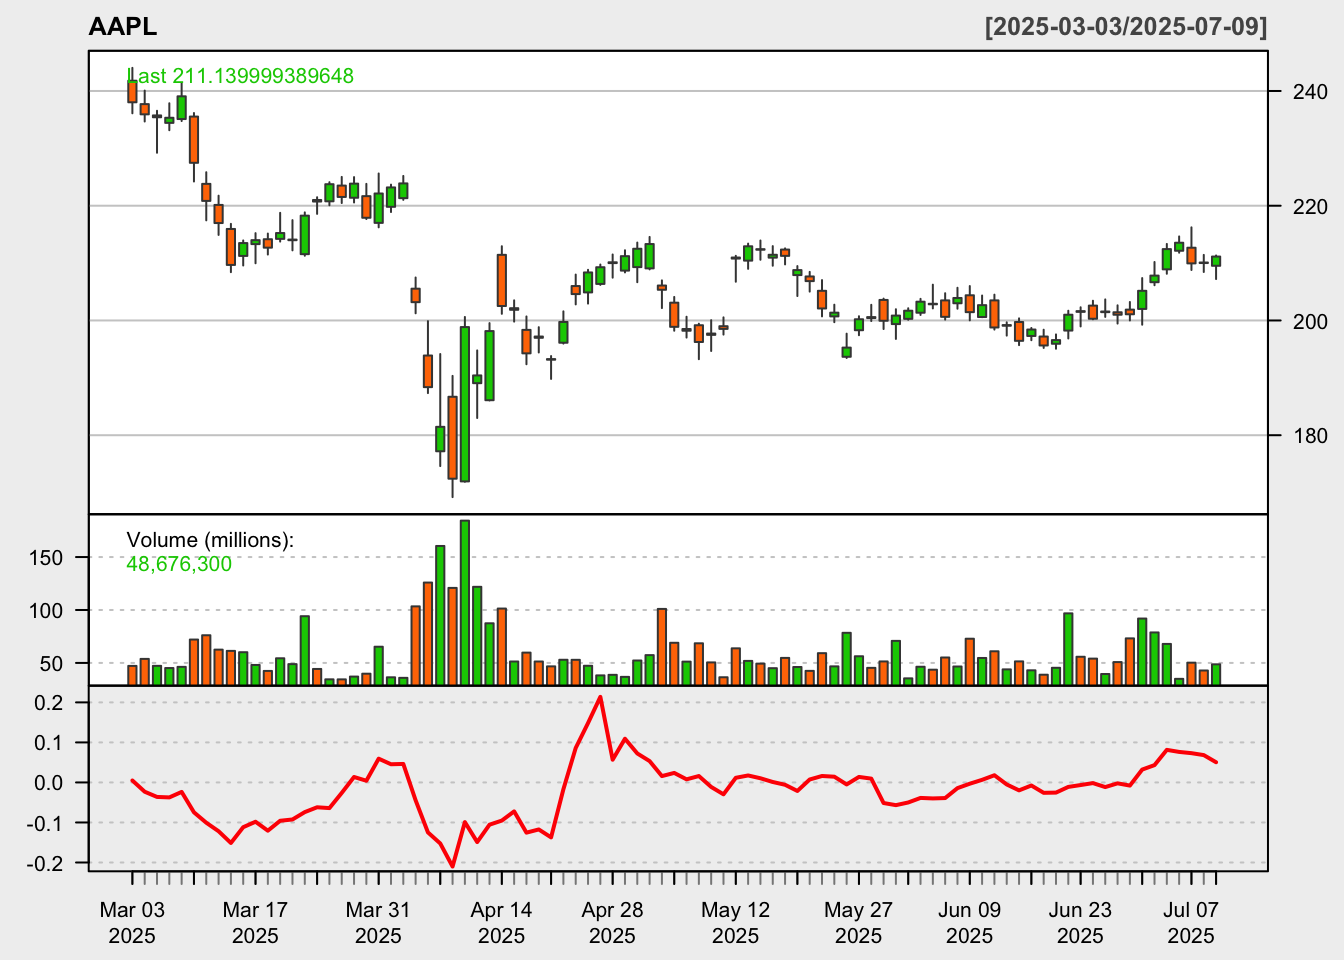 AAPL [2025-03-03/2025-07-09]
Last 211.139999389648
240
220
200
180
Volume (millions):
48,676,300
150
100
50
0.2
0.1
0.0
-0.1
-0.2
Mar 03 Mar 17 Mar 31 Apr 14 Apr 28 May 12 May 27 Jun 09 Jun 23 Jul 07
2025 2025 2025 2025 2025 2025 2025 2025 2025 2025